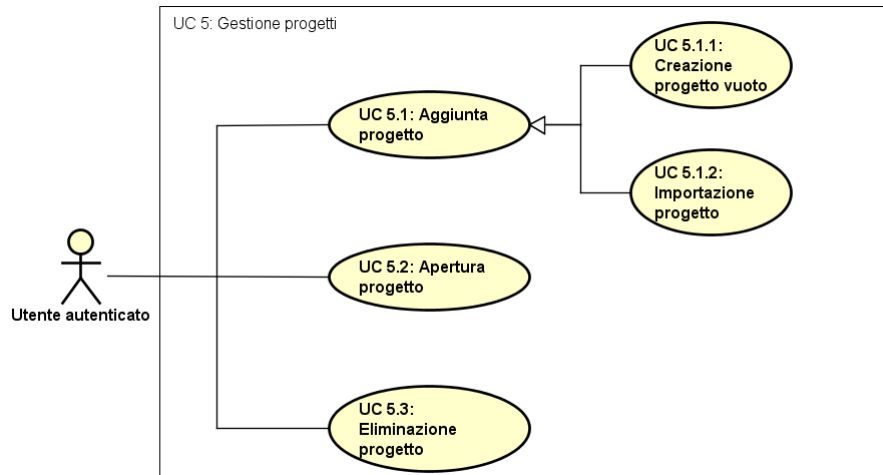 UC 5: Gestione progetti
UC 5.1.1:
Creazione
progetto vuoto
UC 5.1: Aggiunta
progetto
UC 5.1.2:
Importazione
progetto
UC 5.2: Apertura
progetto
Utente autenticato
UC 5.3:
Eliminazione
progetto